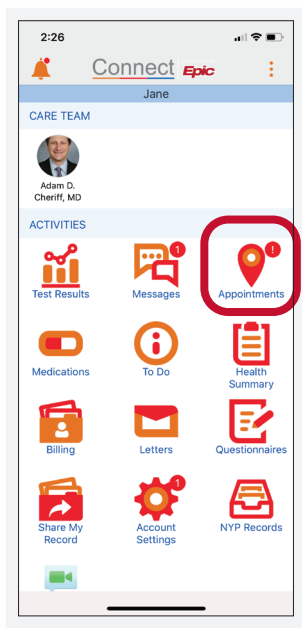 2:26
Connect Epic
Jane
CARE TEAM
Adam D.
Cheriff, MD
ACTIVITIES
1
!
Test Results
Messages
Appointments
Medications
To Do
Health
Summary
Billing
Letters
Questionnaires
1
Share My
Record
Account
Settings
NYP Records